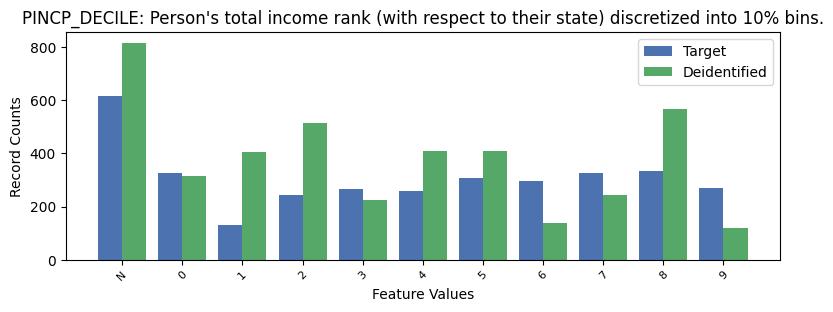 PINCP_DECILE: Person's total income rank (with respect to their state) discretized into 10% bins.
Target
Deidentified
800
600
400
200
0
Record Counts
N 0 1 2 3 4 5 6 7 8 9
Feature Values